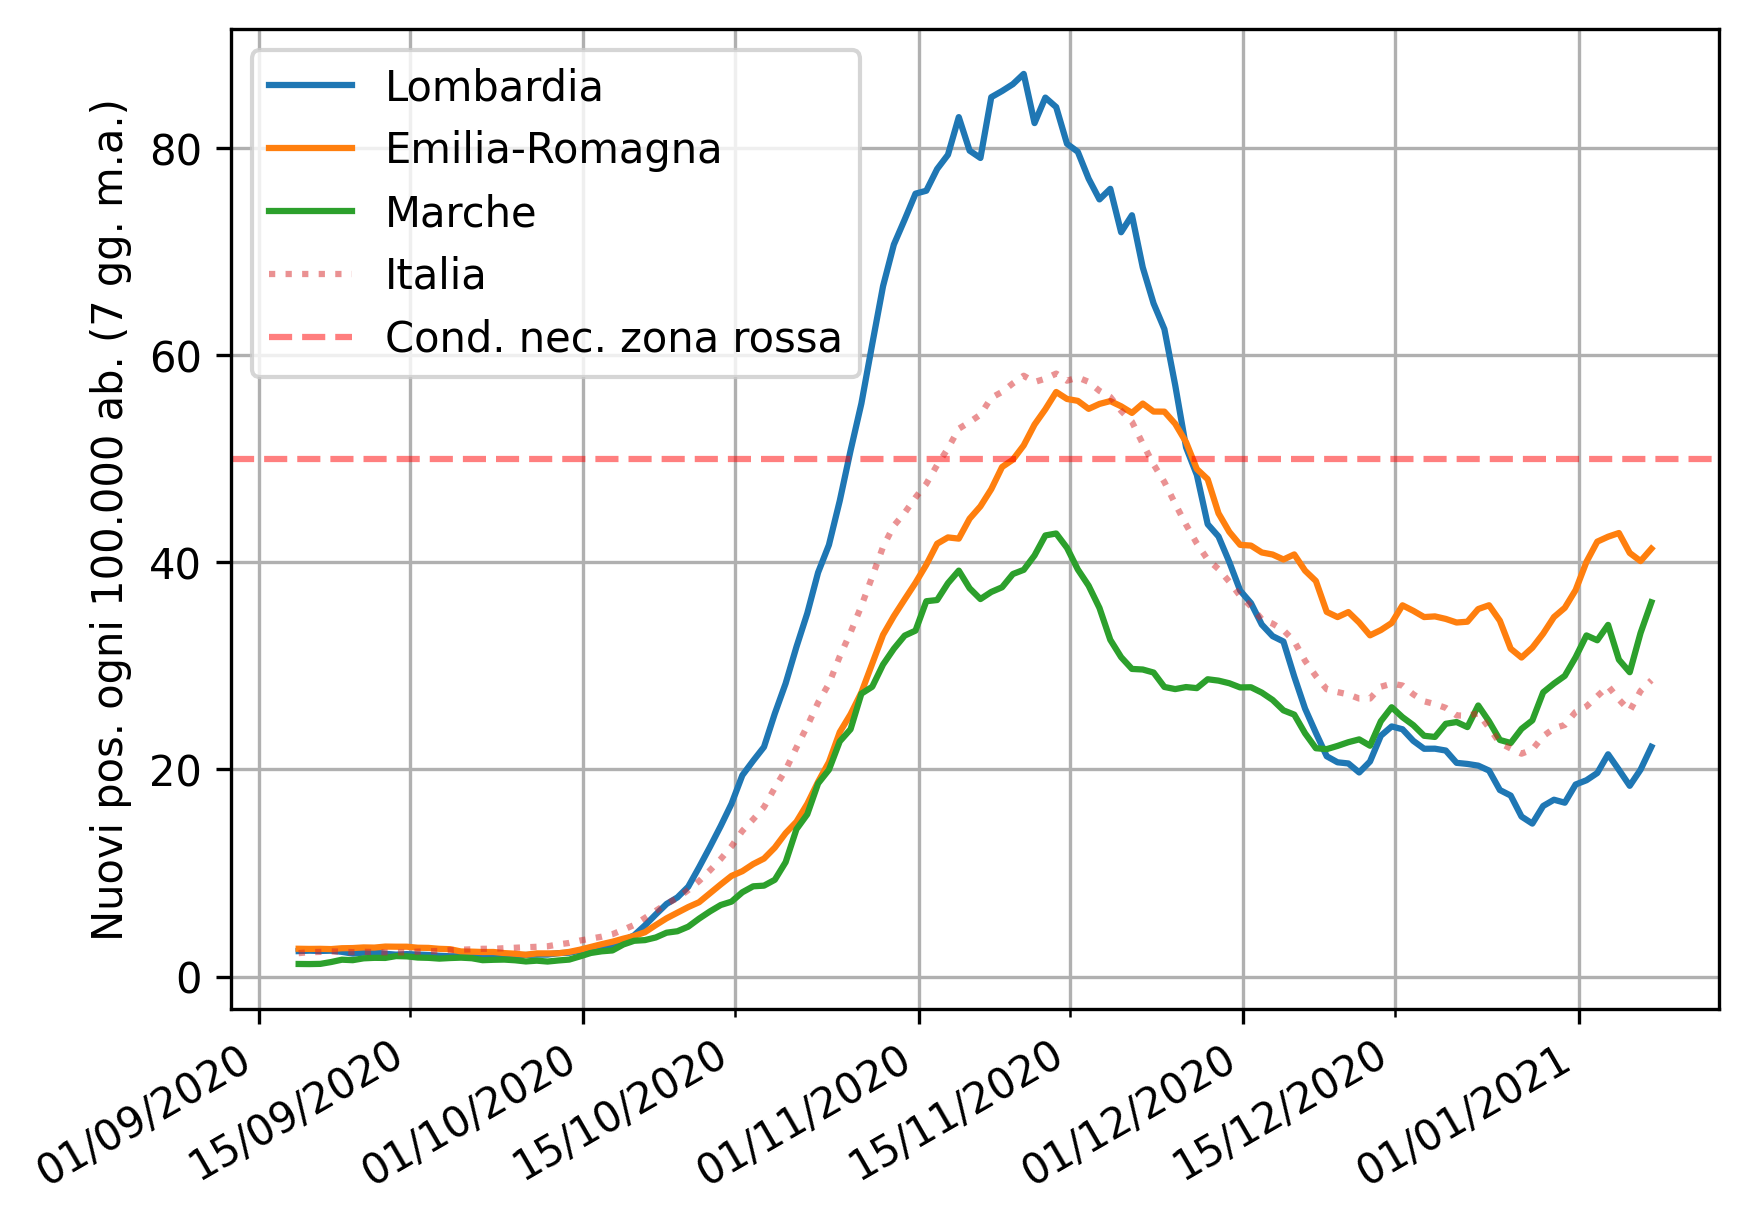 Lombardia
Emilia-Romagna
Marche
Italia
Cond. nec. zona rossa
Nuovi pos. ogni 100.000 ab. (7 gg. m.a.)
80
60
40
20
0
01/09/2020
15/09/2020
01/10/2020
15/10/2020
01/11/2020
15/11/2020
01/12/2020
15/12/2020
01/01/2021